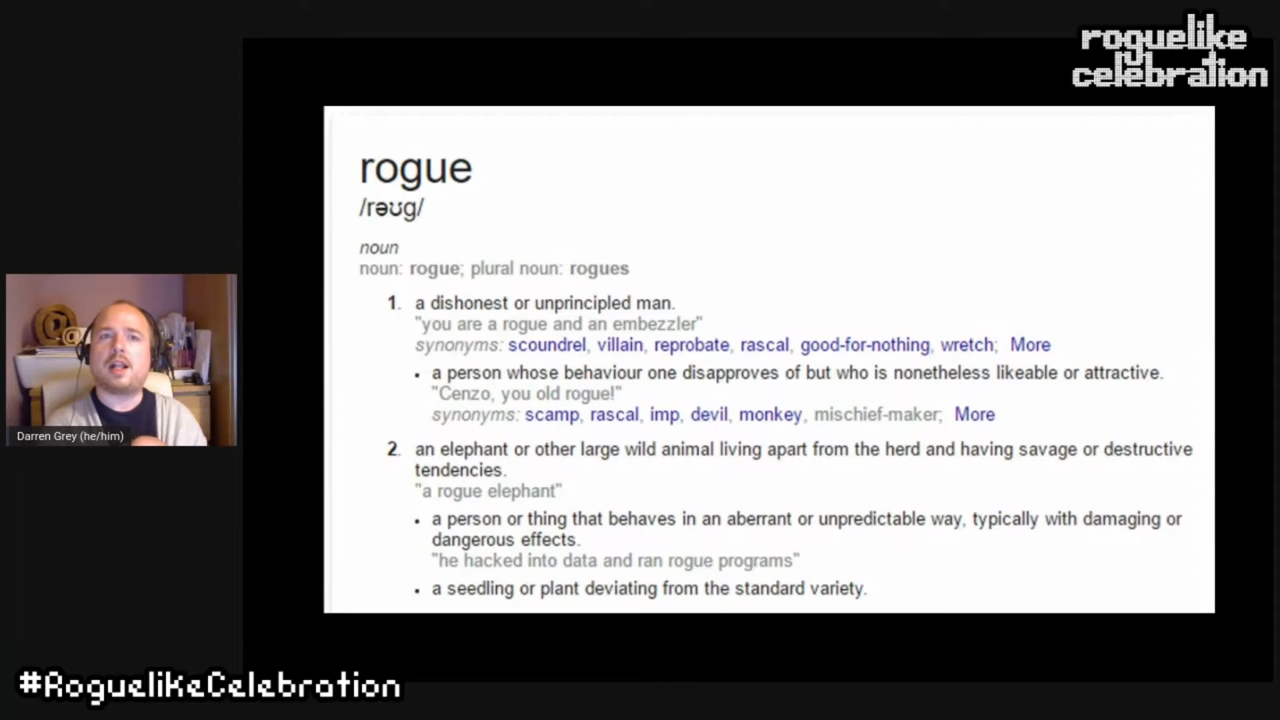 roguelike
celebration
rogue
/rəʊg/
noun
noun: rogue; plural noun: rogues
1. a dishonest or unprincipled man.
"you are a rogue and an embezzler"
synonyms: scoundrel, villain, reprobate, rascal, good-for-nothing, wretch; More
• a person whose behaviour one disapproves of but who is nonetheless likeable or attractive.
"Cenzo, you old rogue!"
synonyms: scamp, rascal, imp, devil, monkey, mischief-maker; More
2. an elephant or other large wild animal living apart from the herd and having savage or destructive
tendencies.
"a rogue elephant"
• a person or thing that behaves in an aberrant or unpredictable way, typically with damaging or
dangerous effects.
"he hacked into data and ran rogue programs"
• a seedling or plant deviating from the standard variety.
@
@
Darren Grey (he/him)
#RoguelikeCelebration